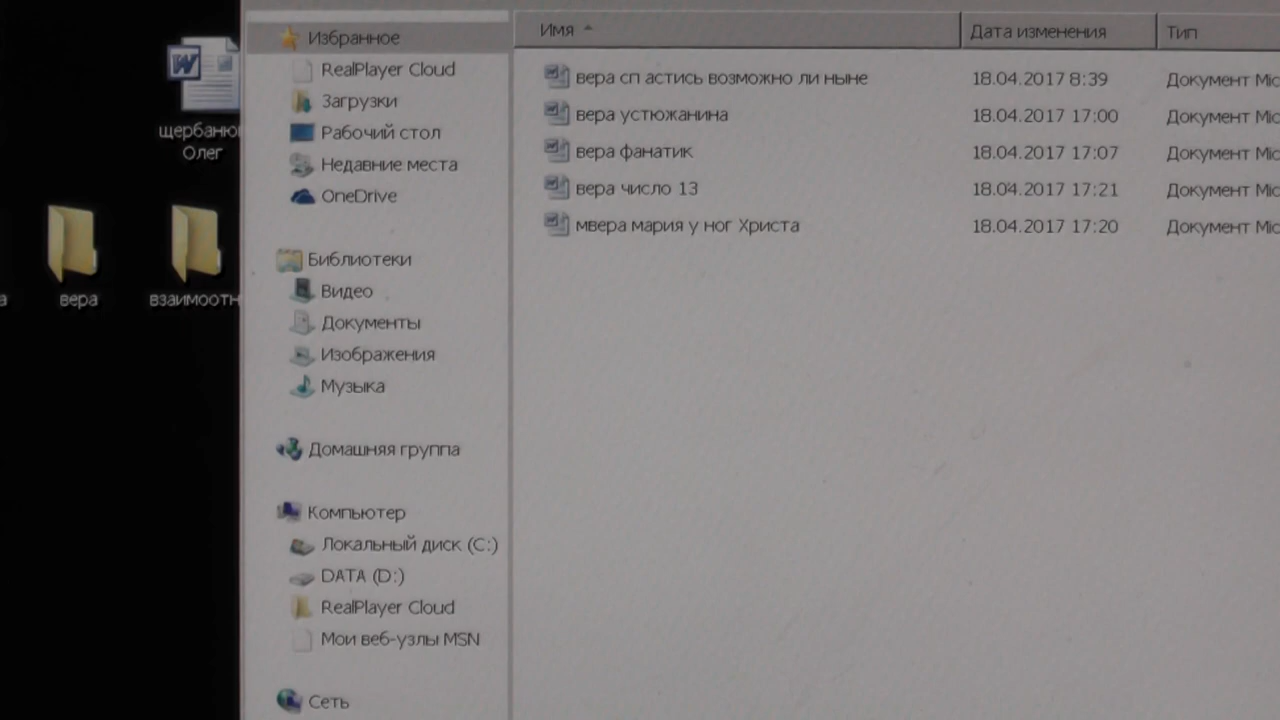 щербаню
Олег
а
вера
взаимоотн
Избранное
RealPlayer Cloud
Загрузки
Рабочий стол
Недавние места
OneDrive
Библиотеки
Видео
Документы
Изображения
Музыка
Домашняя группа
Компьютер
Локальный диск (C:)
DATA (D:)
RealPlayer Cloud
Мои веб-узлы MSN
Сеть
Имя Дата изменения Тип
вера сп астись возможно ли ныне 18.04.2017 8:39 Документ Mic
вера устюжанина 18.04.2017 17:00 Документ Mic
вера фанатик 18.04.2017 17:07 Документ Mic
вера число 13 18.04.2017 17:21 Документ Mic
мвера мария у ног Христа 18.04.2017 17:20 Документ Mic